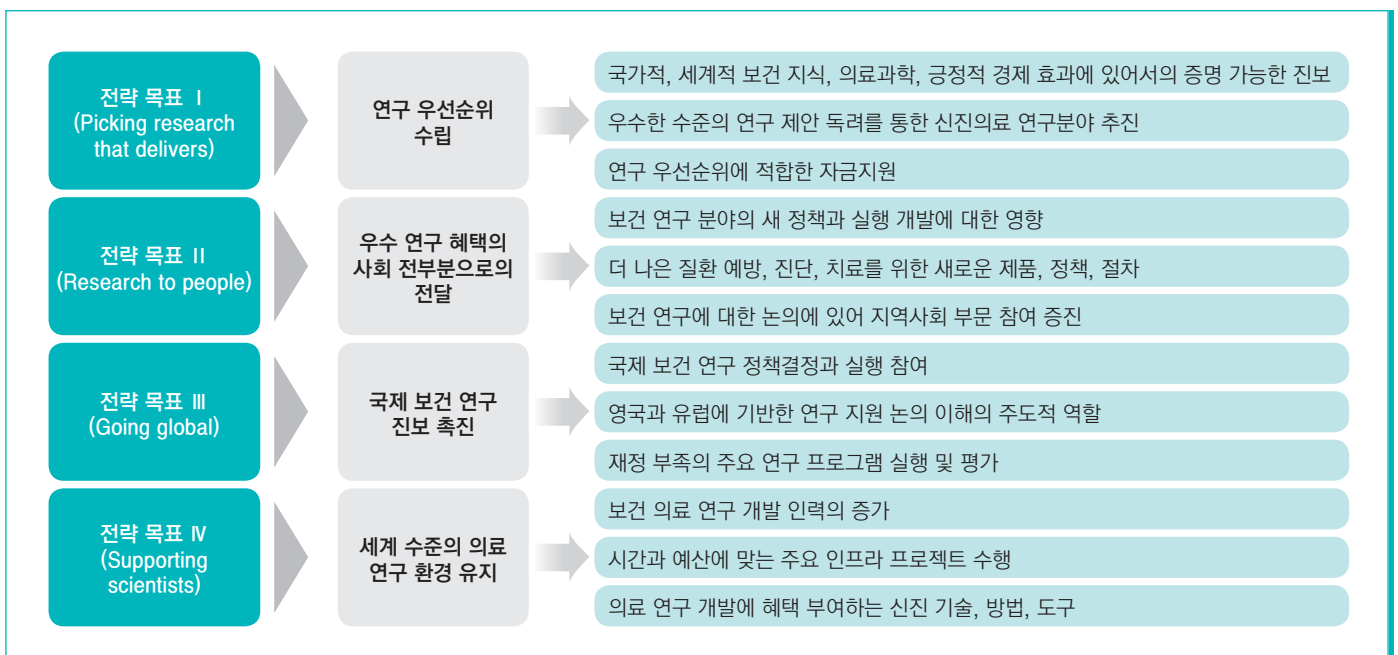 전략 목표 Ⅰ
(Picking research
that delivers)
연구 우선순위
수립
국가적, 세계적 보건 지식, 의료과학, 긍정적 경제 효과에 있어서의 증명 가능한 진보
우수한 수준의 연구 제안 독려를 통한 신진의료 연구분야 추진
연구 우선순위에 적합한 자금지원
전략 목표 Ⅱ
(Research to people)
우수 연구 혜택의
사회 전부분으로의
전달
보건 연구 분야의 새 정책과 실행 개발에 대한 영향
더 나은 질환 예방, 진단, 치료를 위한 새로운 제품, 정책, 절차
보건 연구에 대한 논의에 있어 지역사회 부문 참여 증진
전략 목표 Ⅲ
(Going global)
국제 보건 연구
진보 촉진
국제 보건 연구 정책결정과 실행 참여
영국과 유럽에 기반한 연구 지원 논의 이해의 주도적 역할
재정 부족의 주요 연구 프로그램 실행 및 평가
전략 목표 Ⅳ
(Supporting
scientists)
세계 수준의 의료
연구 환경 유지
보건 의료 연구 개발 인력의 증가
시간과 예산에 맞는 주요 인프라 프로젝트 수행
의료 연구 개발에 혜택 부여하는 신진 기술, 방법, 도구